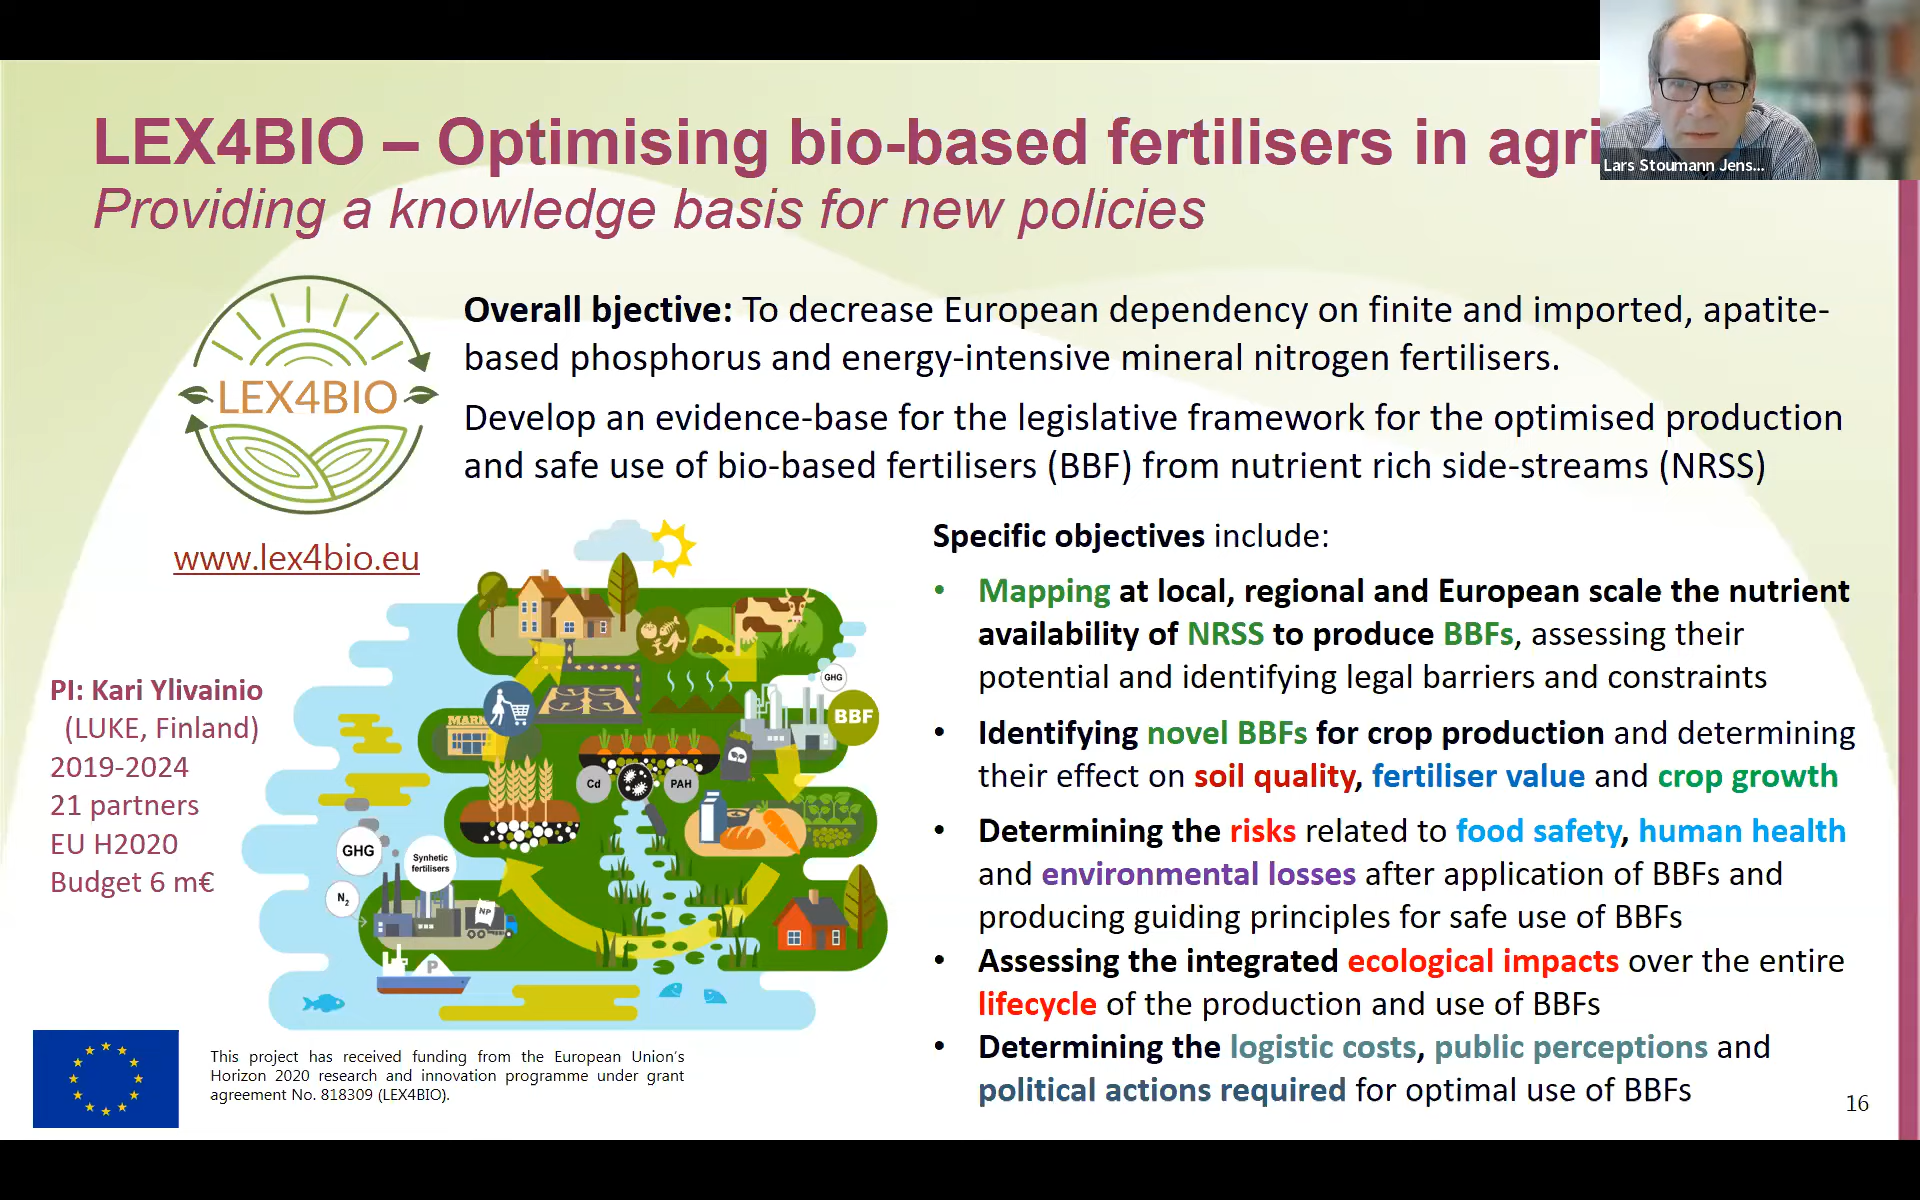 LEX4BIO – Optimising bio-based fertilisers in agri
Providing a knowledge basis for new policies
Lars Stoumann Jens...
LEX4BIO
www.lex4bio.eu
Overall bjective: To decrease European dependency on finite and imported, apatite-
based phosphorus and energy-intensive mineral nitrogen fertilisers.
Develop an evidence-base for the legislative framework for the optimised production
and safe use of bio-based fertilisers (BBF) from nutrient rich side-streams (NRSS)
PI: Kari Ylivainio
(LUKE, Finland)
2019-2024
21 partners
EU H2020
Budget 6 m€
GHG
BBF
MARK
Cd
PAH
GHG
Synhetic
fertilisers
N₂
NP
P
Specific objectives include:
• Mapping at local, regional and European scale the nutrient
availability of NRSS to produce BBFs, assessing their
potential and identifying legal barriers and constraints
• Identifying novel BBFs for crop production and determining
their effect on soil quality, fertiliser value and crop growth
• Determining the risks related to food safety, human health
and environmental losses after application of BBFs and
producing guiding principles for safe use of BBFs
• Assessing the integrated ecological impacts over the entire
lifecycle of the production and use of BBFs
• Determining the logistic costs, public perceptions and
political actions required for optimal use of BBFs
This project has received funding from the European Union's
Horizon 2020 research and innovation programme under grant
agreement No. 818309 (LEX4BIO).
16